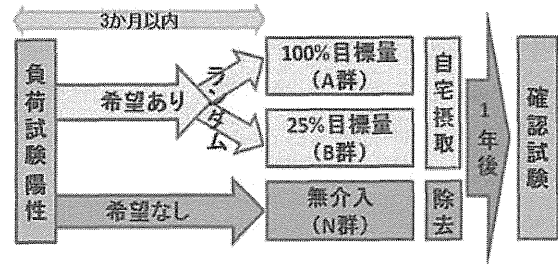 3か月以内
負荷試験陽性
希望あり
ランダム
100%目標量
（A群）
25%目標量
（B群）
自宅摂取
希望なし
無介入
（N群）
除去
1年後
確認試験